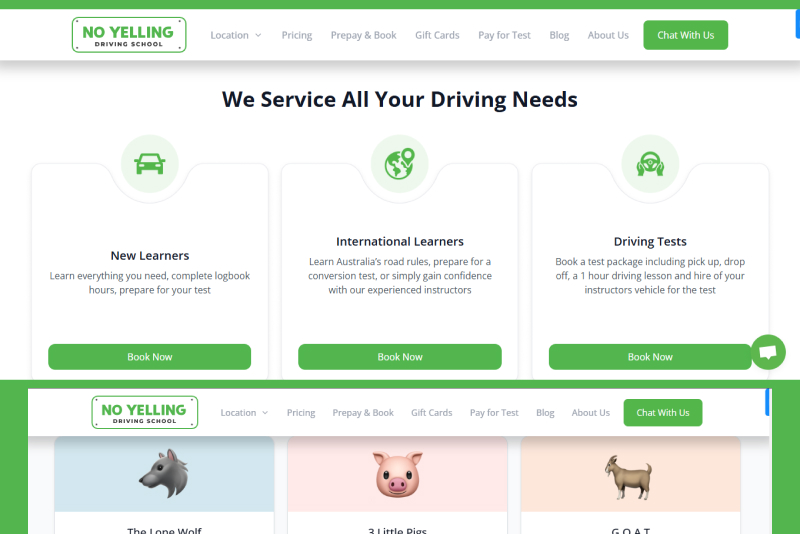 NO YELLING
DRIVING SCHOOL
Location
Pricing
Prepay & Book
Gift Cards
Pay for Test
Blog
About Us
Chat With Us
We Service All Your Driving Needs
New Learners
Learn everything you need, complete logbook
hours, prepare for your test
Book Now
International Learners
Learn Australia's road rules, prepare for a
conversion test, or simply gain confidence
with our experienced instructors
Book Now
Driving Tests
Book a test package including pick up, drop
off, a 1 hour driving lesson and hire of your
instructors vehicle for the test
Book Now
NO YELLING
DRIVING SCHOOL
Location
Pricing
Prepay & Book
Gift Cards
Pay for Test
Blog
About Us
Chat With Us
The Lone Wolf
3 Little Pigs
G.O.A.T